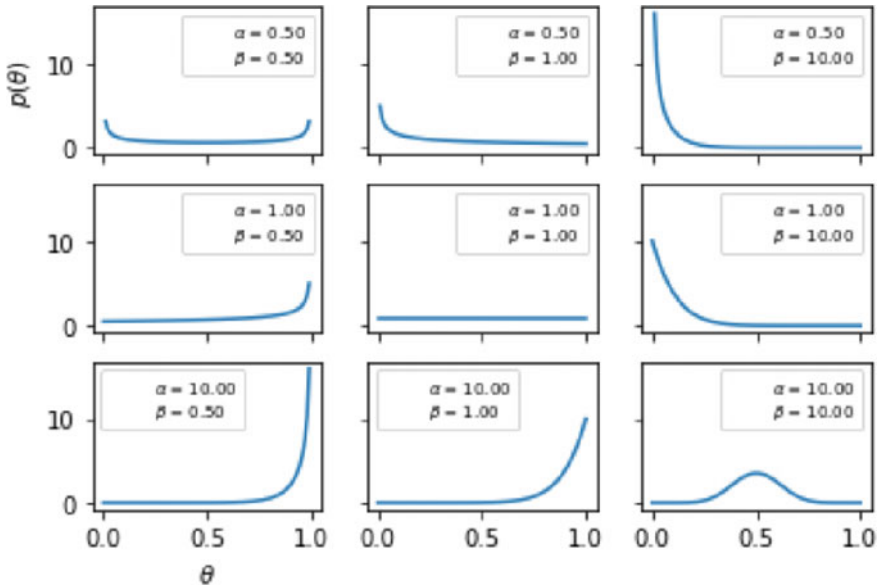 α = 0.50
β = 0.50
α = 0.50
β = 1.00
α = 0.50
β = 10.00
p(θ)
10
0
α = 1.00
β = 0.50
α = 1.00
β = 1.00
α = 1.00
β = 10.00
10
0
α = 10.00
β = 0.50
α = 10.00
β = 1.00
α = 10.00
β = 10.00
10
0
0.0 0.5 1.0 0.0 0.5 1.0 0.0 0.5 1.0
θ